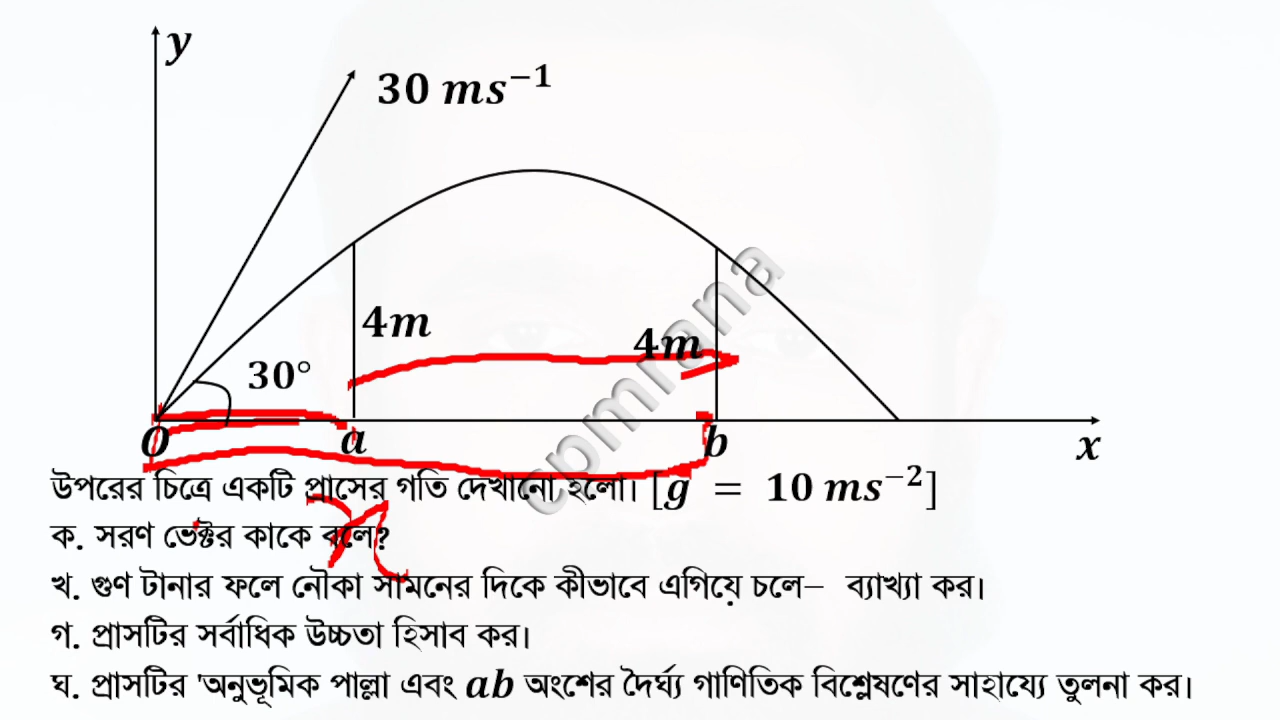 y
30 ms⁻¹
4m
4m
30°
O a b x
cpmrana
উপরের চিত্রে একটি প্রাসের গতি দেখানো হলো। [g = 10 ms⁻²]
ক. সরণ ভেক্টর কাকে বলে?
খ. গুণ টানার ফলে নৌকা সামনের দিকে কীভাবে এগিয়ে চলে– ব্যাখ্যা কর।
গ. প্রাসটির সর্বাধিক উচ্চতা হিসাব কর।
ঘ. প্রাসটির 'অনুভূমিক পাল্লা এবং ab অংশের দৈর্ঘ্য গাণিতিক বিশ্লেষণের সাহায্যে তুলনা কর।